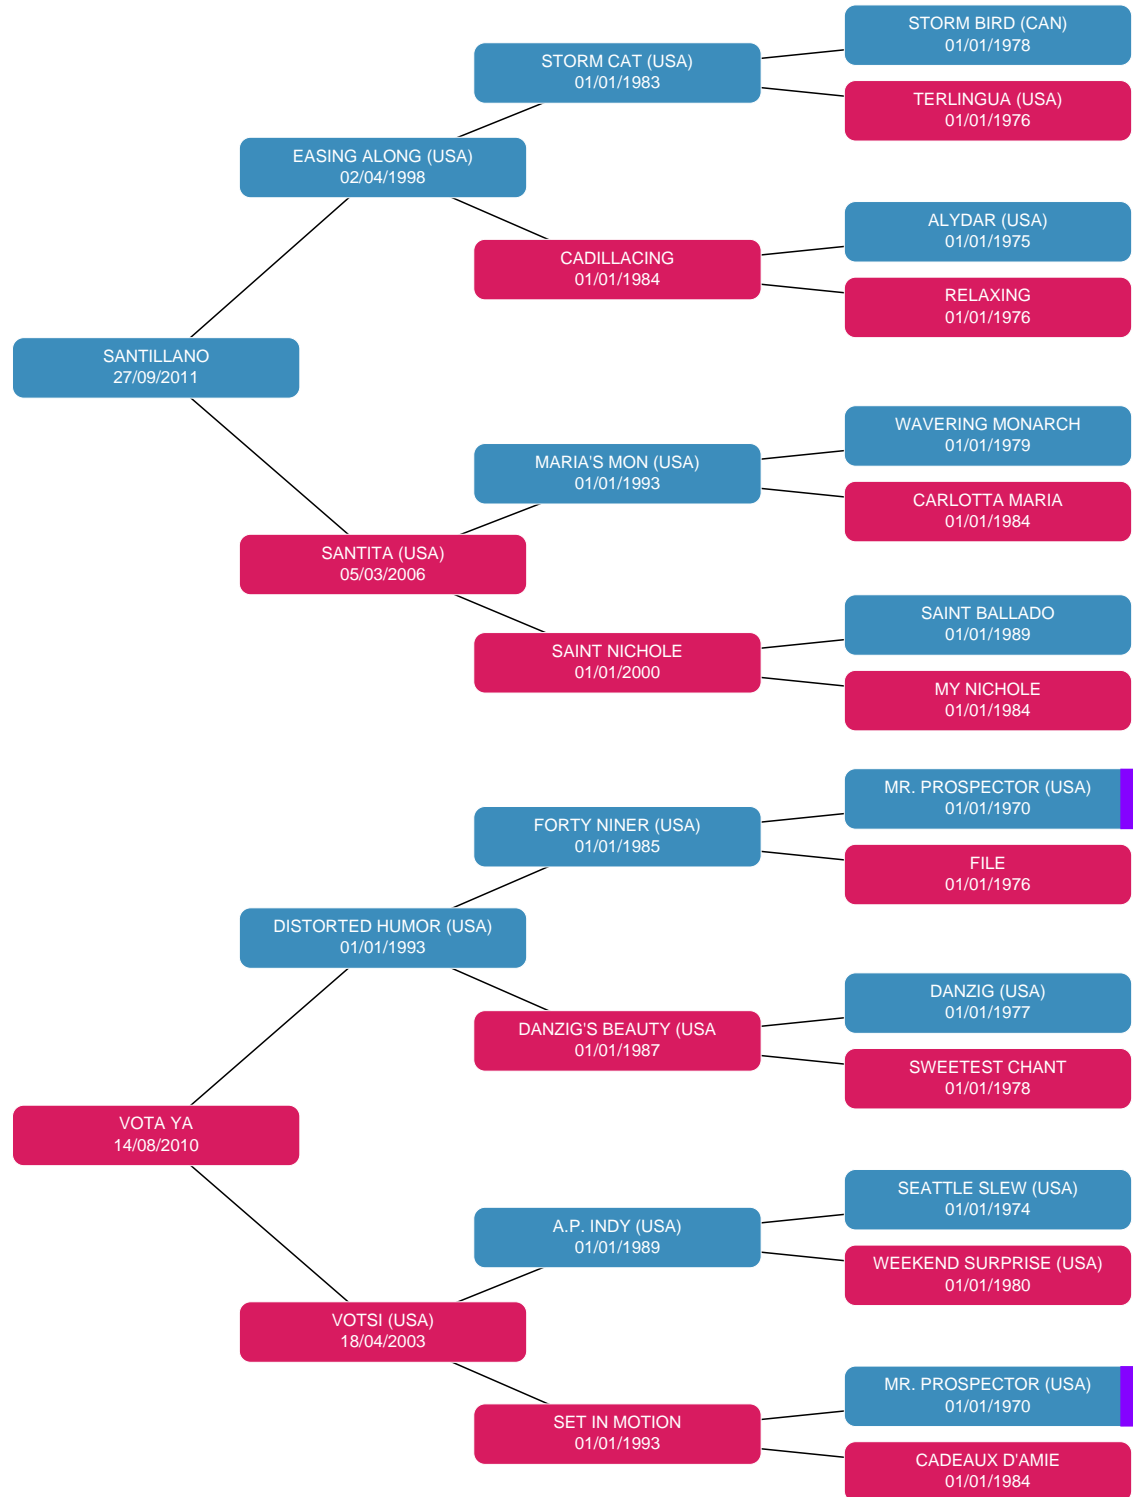 STORM BIRD (CAN)
01/01/1978
STORM CAT (USA)
01/01/1983
TERLINGUA (USA)
01/01/1976
EASING ALONG (USA)
02/04/1998
ALYDAR (USA)
01/01/1975
CADILLACING
01/01/1984
RELAXING
01/01/1976
SANTILLANO
27/09/2011
WAVERING MONARCH
01/01/1979
MARIA'S MON (USA)
01/01/1993
CARLOTTA MARIA
01/01/1984
SANTITA (USA)
05/03/2006
SAINT BALLADO
01/01/1989
SAINT NICHOLE
01/01/2000
MY NICHOLE
01/01/1984
MR. PROSPECTOR (USA)
01/01/1970
FORTY NINER (USA)
01/01/1985
FILE
01/01/1976
DISTORTED HUMOR (USA)
01/01/1993
DANZIG (USA)
01/01/1977
DANZIG'S BEAUTY (USA
01/01/1987
SWEETEST CHANT
01/01/1978
VOTA YA
14/08/2010
SEATTLE SLEW (USA)
01/01/1974
A.P. INDY (USA)
01/01/1989
WEEKEND SURPRISE (USA)
01/01/1980
VOTSI (USA)
18/04/2003
MR. PROSPECTOR (USA)
01/01/1970
SET IN MOTION
01/01/1993
CADEAUX D'AMIE
01/01/1984